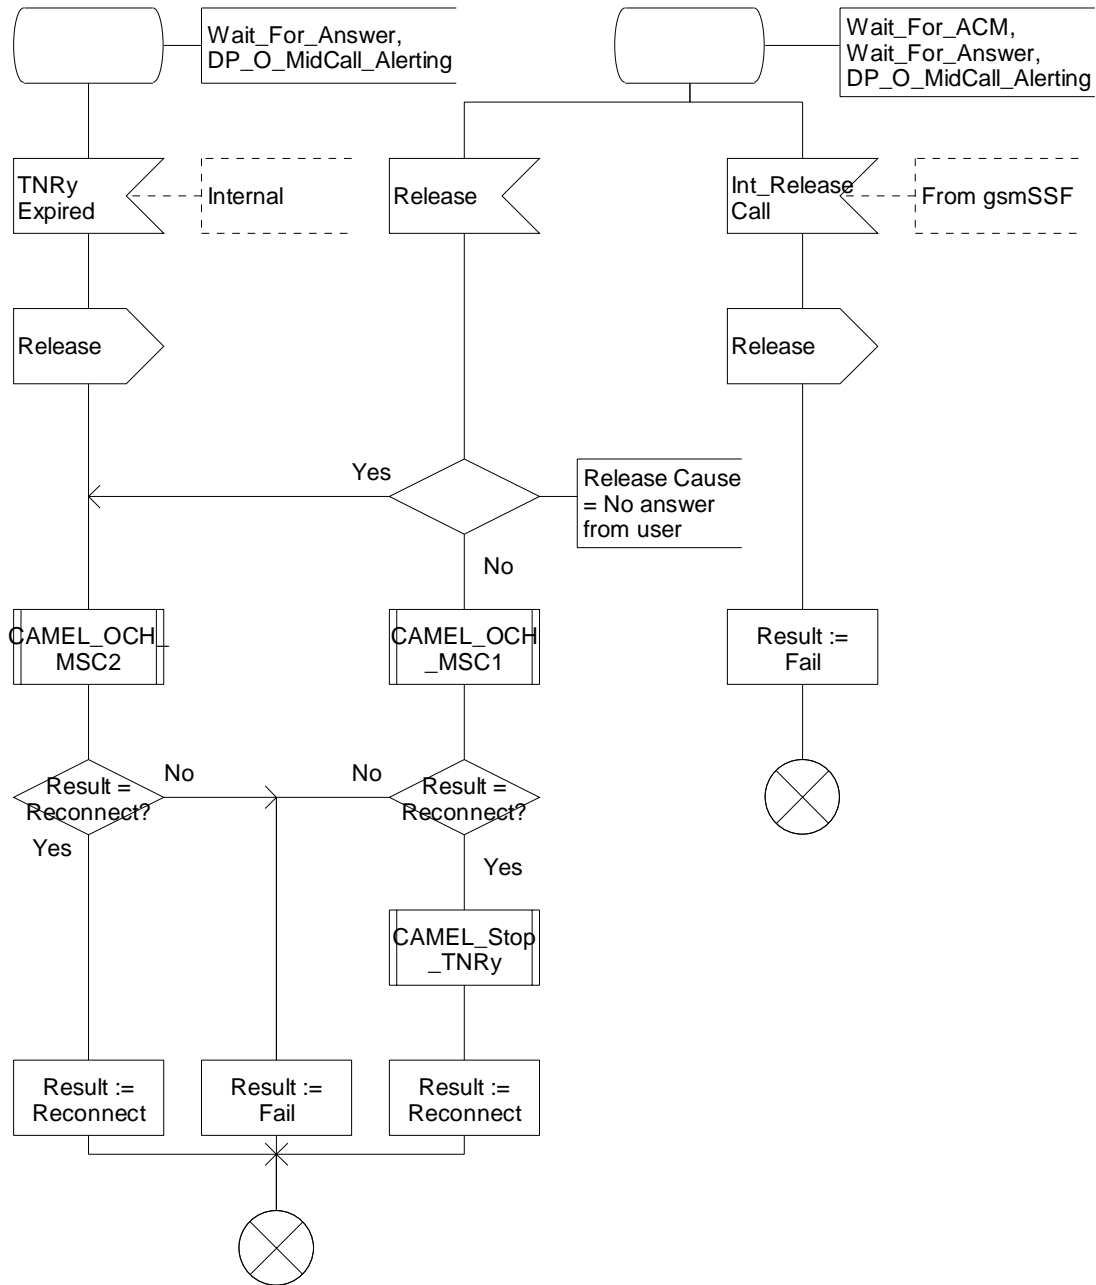 Wait_For_Answer,
DP_O_MidCall_Alerting
Wait_For_ACM,
Wait_For_Answer,
DP_O_MidCall_Alerting
TNRy
Expired
Internal
Release
Int_Release
Call
From gsmSSF
Release
Release
Yes
Release Cause
= No answer
from user
No
CAMEL_OCH_
MSC2
CAMEL_OCH
_MSC1
Result :=
Fail
Result =
Reconnect?
No
No
Result =
Reconnect?
Yes
Yes
CAMEL_Stop
_TNRy
Result :=
Reconnect
Result :=
Fail
Result :=
Reconnect